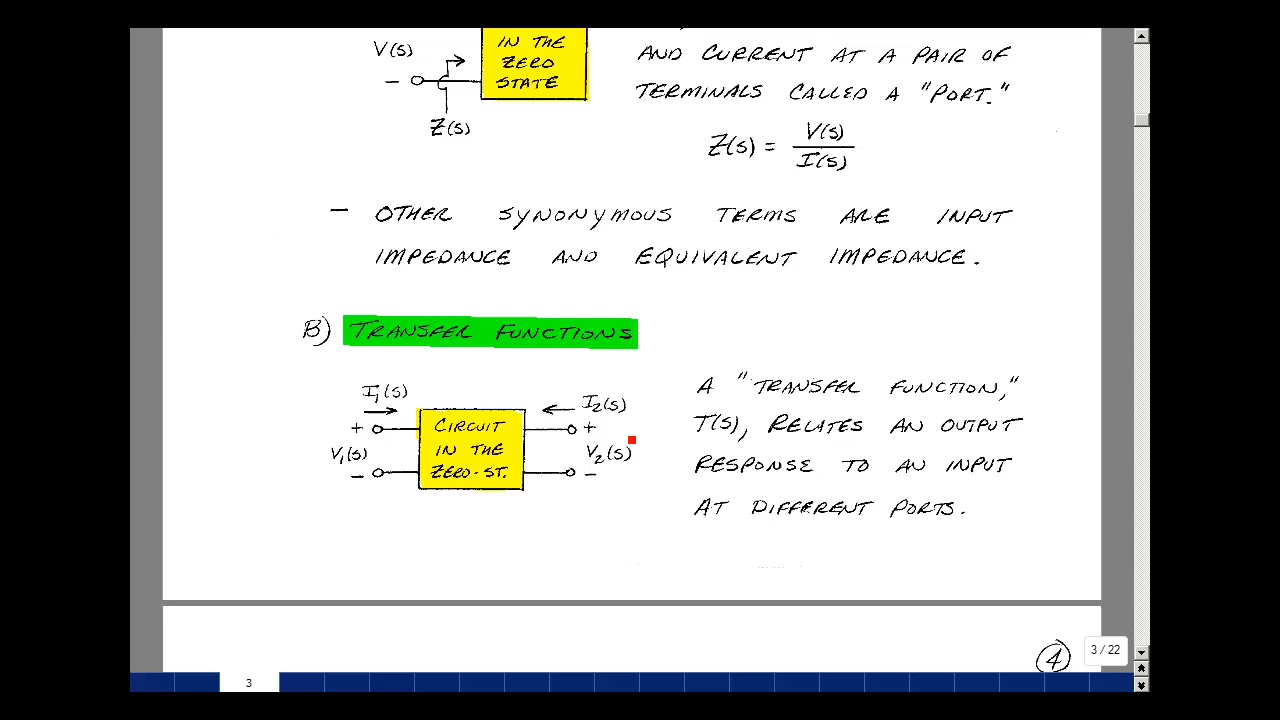 V(s)
−
Z(s)
IN THE
ZERO
STATE
AND CURRENT AT A PAIR OF
TERMINALS CALLED A "PORT."
Z(s) = V(s)
I(s)
− OTHER SYNONYMOUS TERMS ARE INPUT
IMPEDANCE AND EQUIVALENT IMPEDANCE.
B) TRANSFER FUNCTIONS
I₁(s)
+
V₁(s)
−
CIRCUIT
IN THE
ZERO-ST.
I₂(s)
+
V₂(s)
−
A "TRANSFER FUNCTION,"
T(s), RELATES AN OUTPUT
RESPONSE TO AN INPUT
AT DIFFERENT PORTS.
4
3 / 22
3